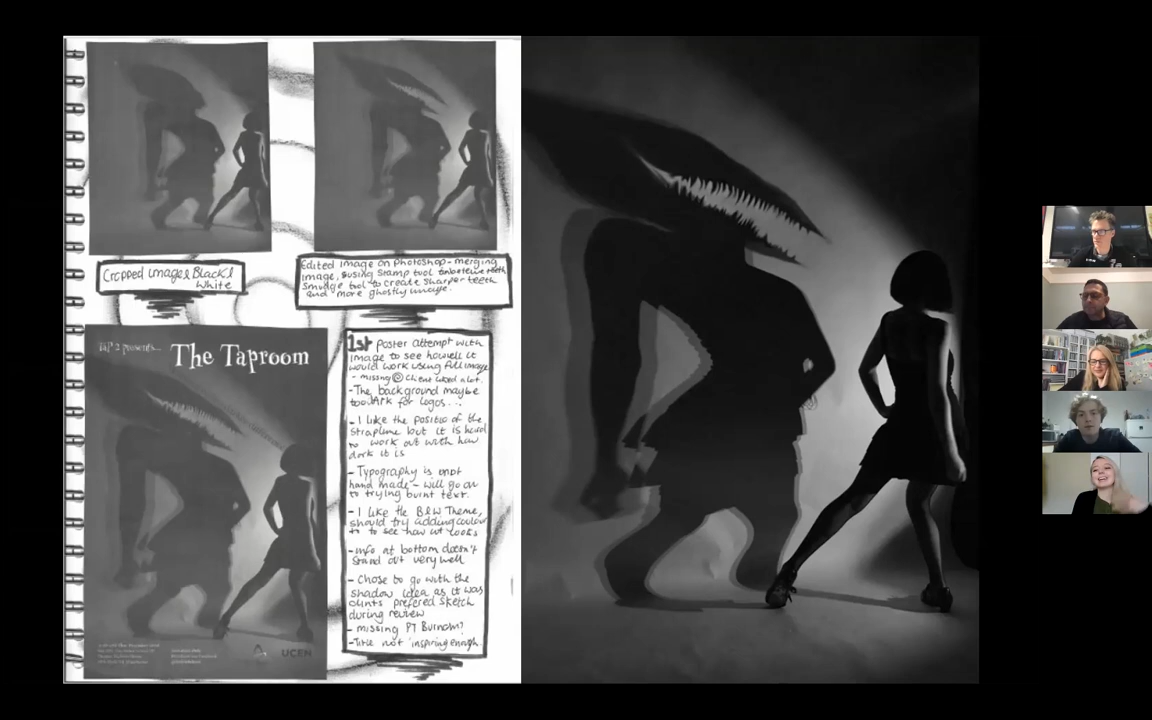 Cropped image & Black &
White
Edited image on photoshop - merging
image, using stamp tool
smudge tool to create sharper teeth
and more ghostly image.
Tap 2 presents...
The Taproom
UCEN
1st Poster attempt with
image to see how well it
would work using full image
- missing © client liked a lot.
- The background maybe
too dark for logos...
- I like the position of the
strapline but it is hard
to work out with how
dark it is
- Typography is not
hand made - will go on
to trying burnt text.
- I like the B&W Theme,
should try adding colour
to see how it looks
- info at bottom doesn't
stand out very well
- Chose to go with the
shadow idea as it was
clints prefered sketch
during review
- missing PT Burnam?
- Title not inspiring enough.